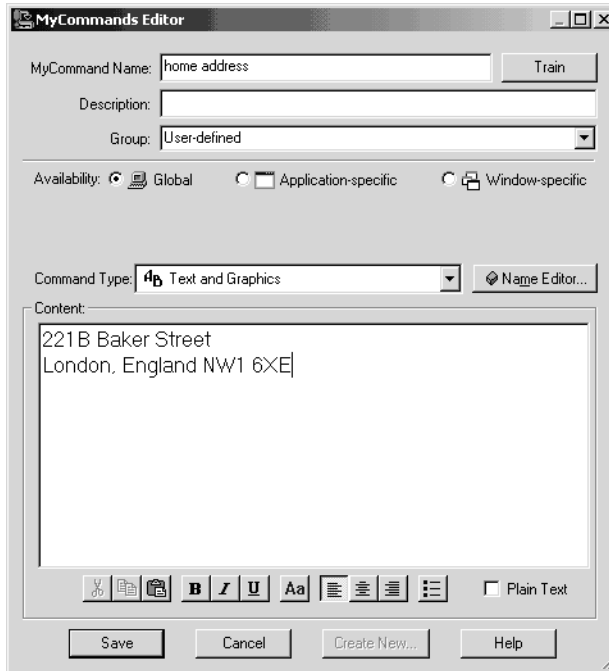 MyCommands Editor
MyCommand Name: home address Train
Description:
Group: User-defined
Availability: Global Application-specific Window-specific
Command Type: AB Text and Graphics Name Editor...
Content:
221B Baker Street
London, England NW1 6XE
B I U Aa Plain Text
Save Cancel Create New... Help